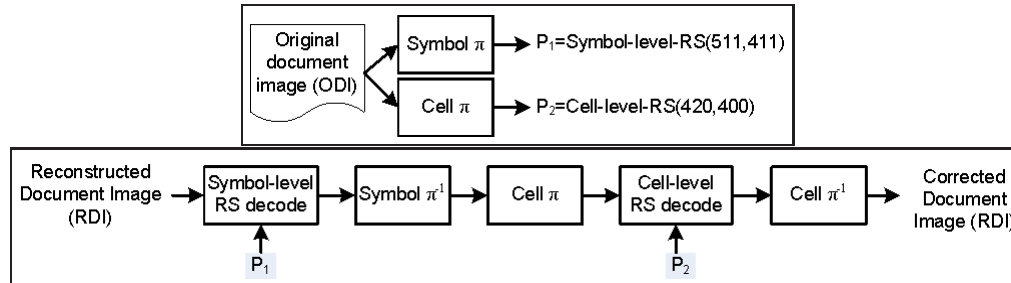 Original
document
image (ODI)
Symbol π
P₁=Symbol-level-RS(511,411)
Cell π
P₂=Cell-level-RS(420,400)
Reconstructed
Document Image
(RDI)
Symbol-level
RS decode
Symbol π⁻¹
Cell π
Cell-level
RS decode
Cell π⁻¹
Corrected
Document
Image (RDI)
P₁
P₂